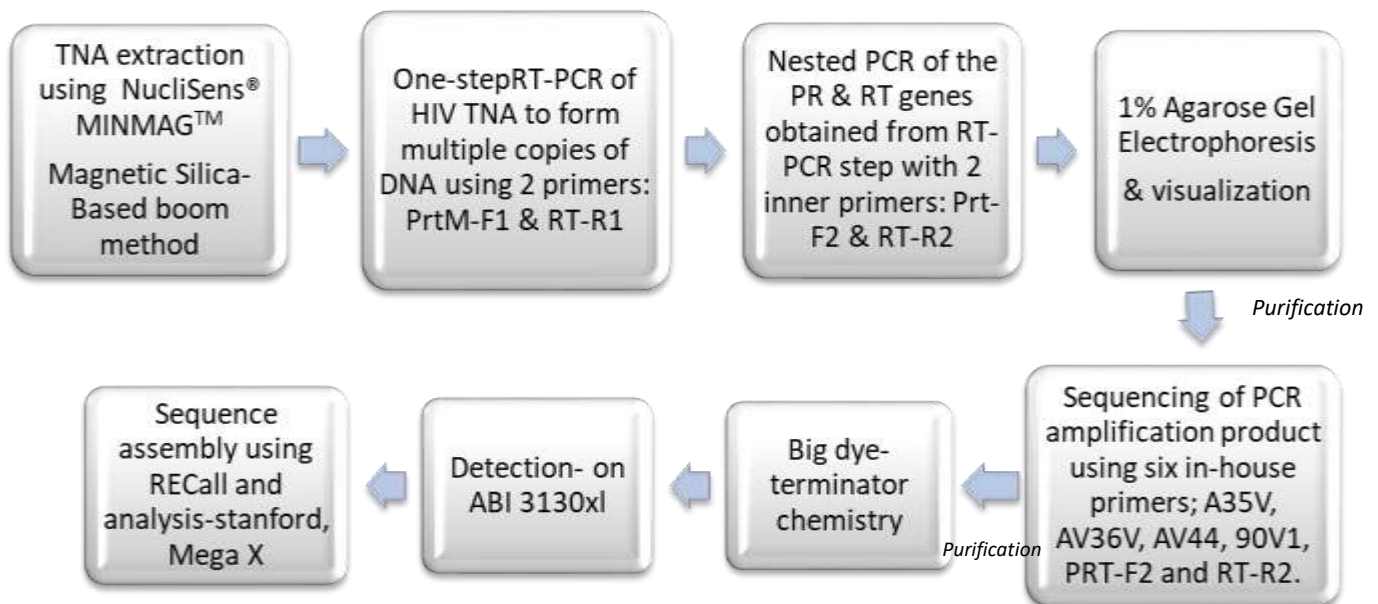 TNA extraction
using NucliSens®
MINMAG™
Magnetic Silica-
Based boom
method
One-stepRT-PCR of
HIV TNA to form
multiple copies of
DNA using 2 primers:
PrtM-F1 & RT-R1
Nested PCR of the
PR & RT genes
obtained from RT-
PCR step with 2
inner primers: Prt-
F2 & RT-R2
1% Agarose Gel
Electrophoresis
& visualization
Purification
Sequencing of PCR
amplification product
using six in-house
primers; A35V,
AV36V, AV44, 90V1,
PRT-F2 and RT-R2.
Purification
Big dye-
terminator
chemistry
Detection- on
ABI 3130xl
Sequence
assembly using
RECall and
analysis-stanford,
Mega X